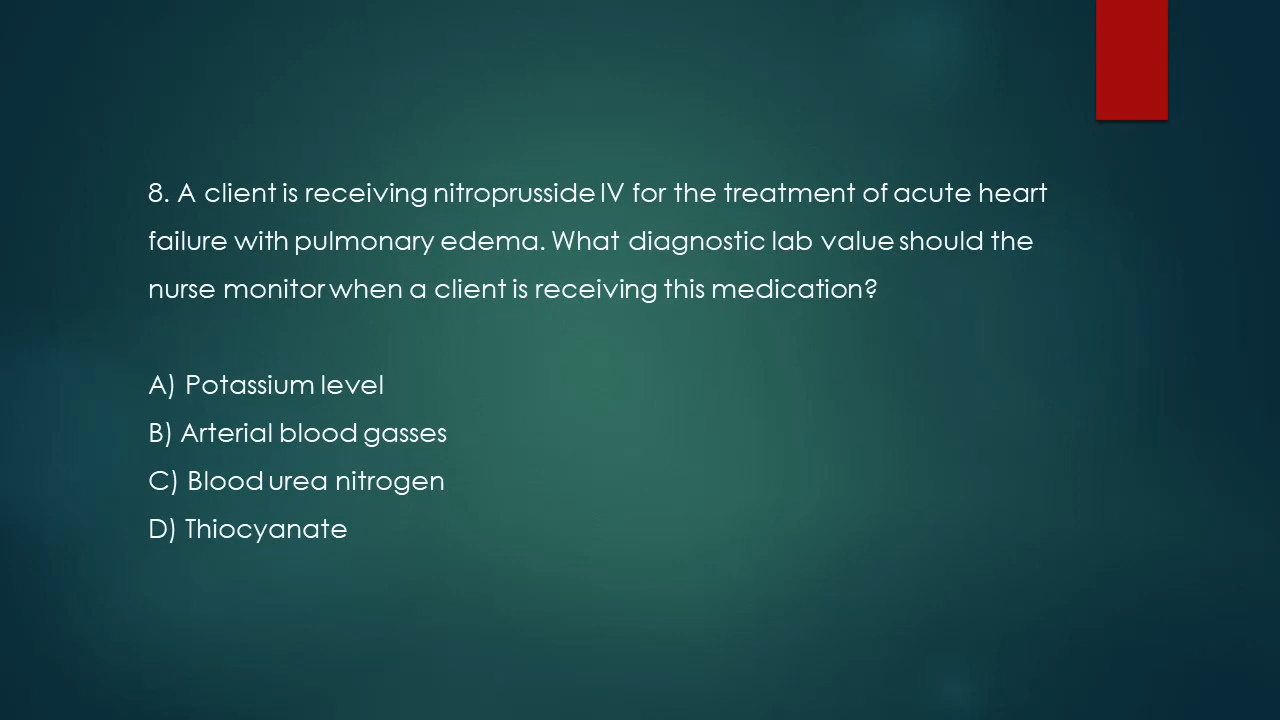 8. A client is receiving nitroprusside IV for the treatment of acute heart
failure with pulmonary edema. What diagnostic lab value should the
nurse monitor when a client is receiving this medication?
A) Potassium level
B) Arterial blood gasses
C) Blood urea nitrogen
D) Thiocyanate